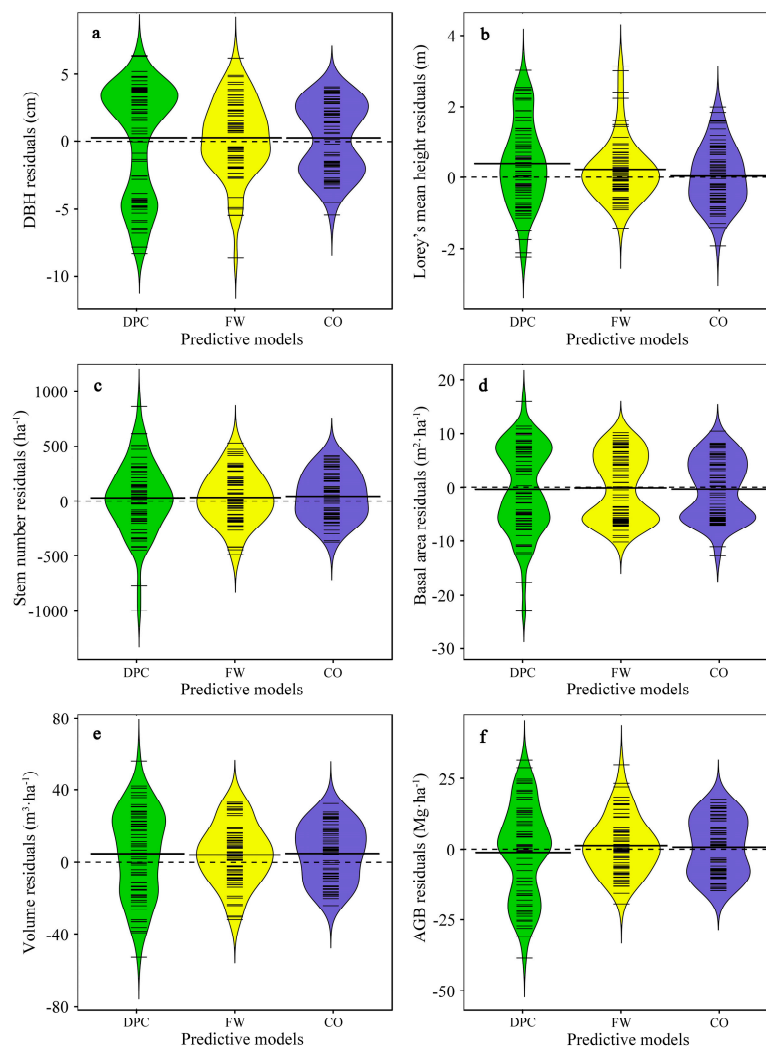 a
5
0
-5
-10
DBH residuals (cm)
DPC FW CO
Predictive models
b
4
2
0
-2
Lorey's mean height residuals (m)
DPC FW CO
Predictive models
c
1000
500
0
-500
-1000
Stem number residuals (ha⁻¹)
DPC FW CO
Predictive models
d
20
10
0
-10
-20
-30
Basal area residuals (m²·ha⁻¹)
DPC FW CO
Predictive models
e
80
40
0
-40
-80
Volume residuals (m³·ha⁻¹)
DPC FW CO
Predictive models
f
25
0
-25
-50
AGB residuals (Mg·ha⁻¹)
DPC FW CO
Predictive models